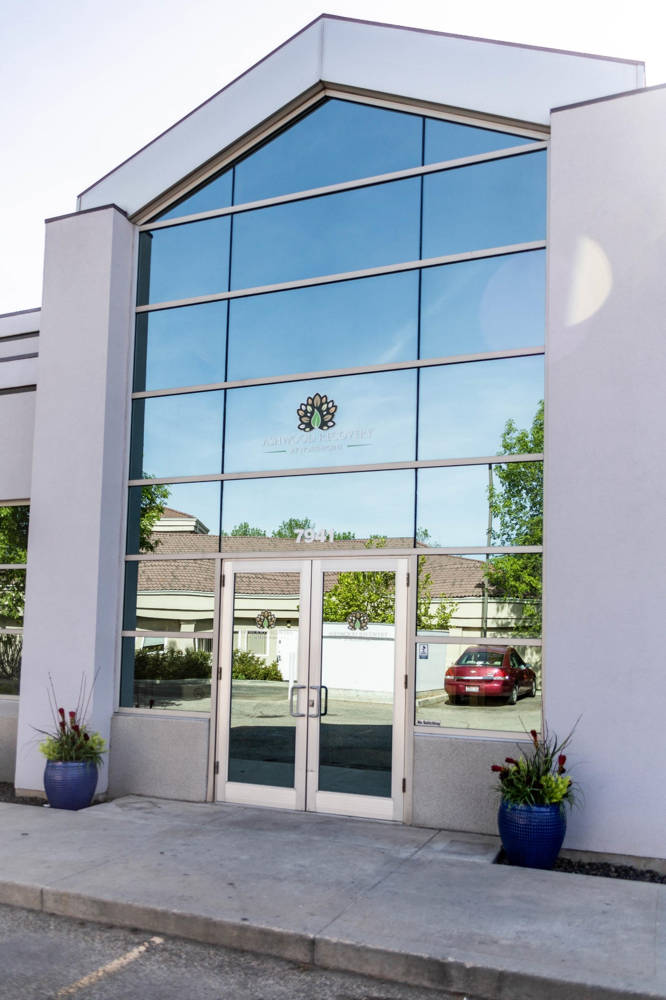 ASHWOOD RECOVERY
AT NORTHPOINT
7941
ASHWOOD RECOVERY
AT NORTHPOINT
ASHWOOD RECOVERY
AT NORTHPOINT
No Soliciting